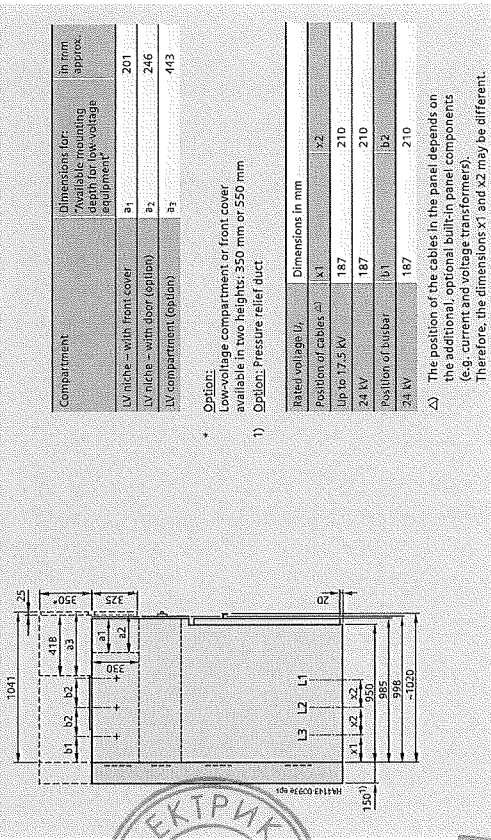 Compartment
Dimensions for:
"Available mounting
depth for low-voltage
equipment"
in mm
approx.
LV niche – with front cover a1 201
LV niche – with door (option) a2 246
LV compartment (option) a3 443
* Option:
Low-voltage compartment or front cover
available in two heights: 350 mm or 550 mm
1) Option: Pressure relief duct
Rated voltage Ur Dimensions in mm
Position of cables △) x1 x2
Up to 17.5 kV 187 210
24 kV 187 210
Position of busbar b1 b2
24 kV 187 210
△) The position of the cables in the panel depends on
the additional, optional built-in panel components
(e.g. current and voltage transformers).
Therefore, the dimensions x1 and x2 may be different.
1041
25
418
350*
b1 b2 b2 a3
a1
325
a2
330
L3 L2 L1
20
x1 x2 x2
950
985
998
~1020
150 1)
HA1143-0093e eps
ЕКТРИК